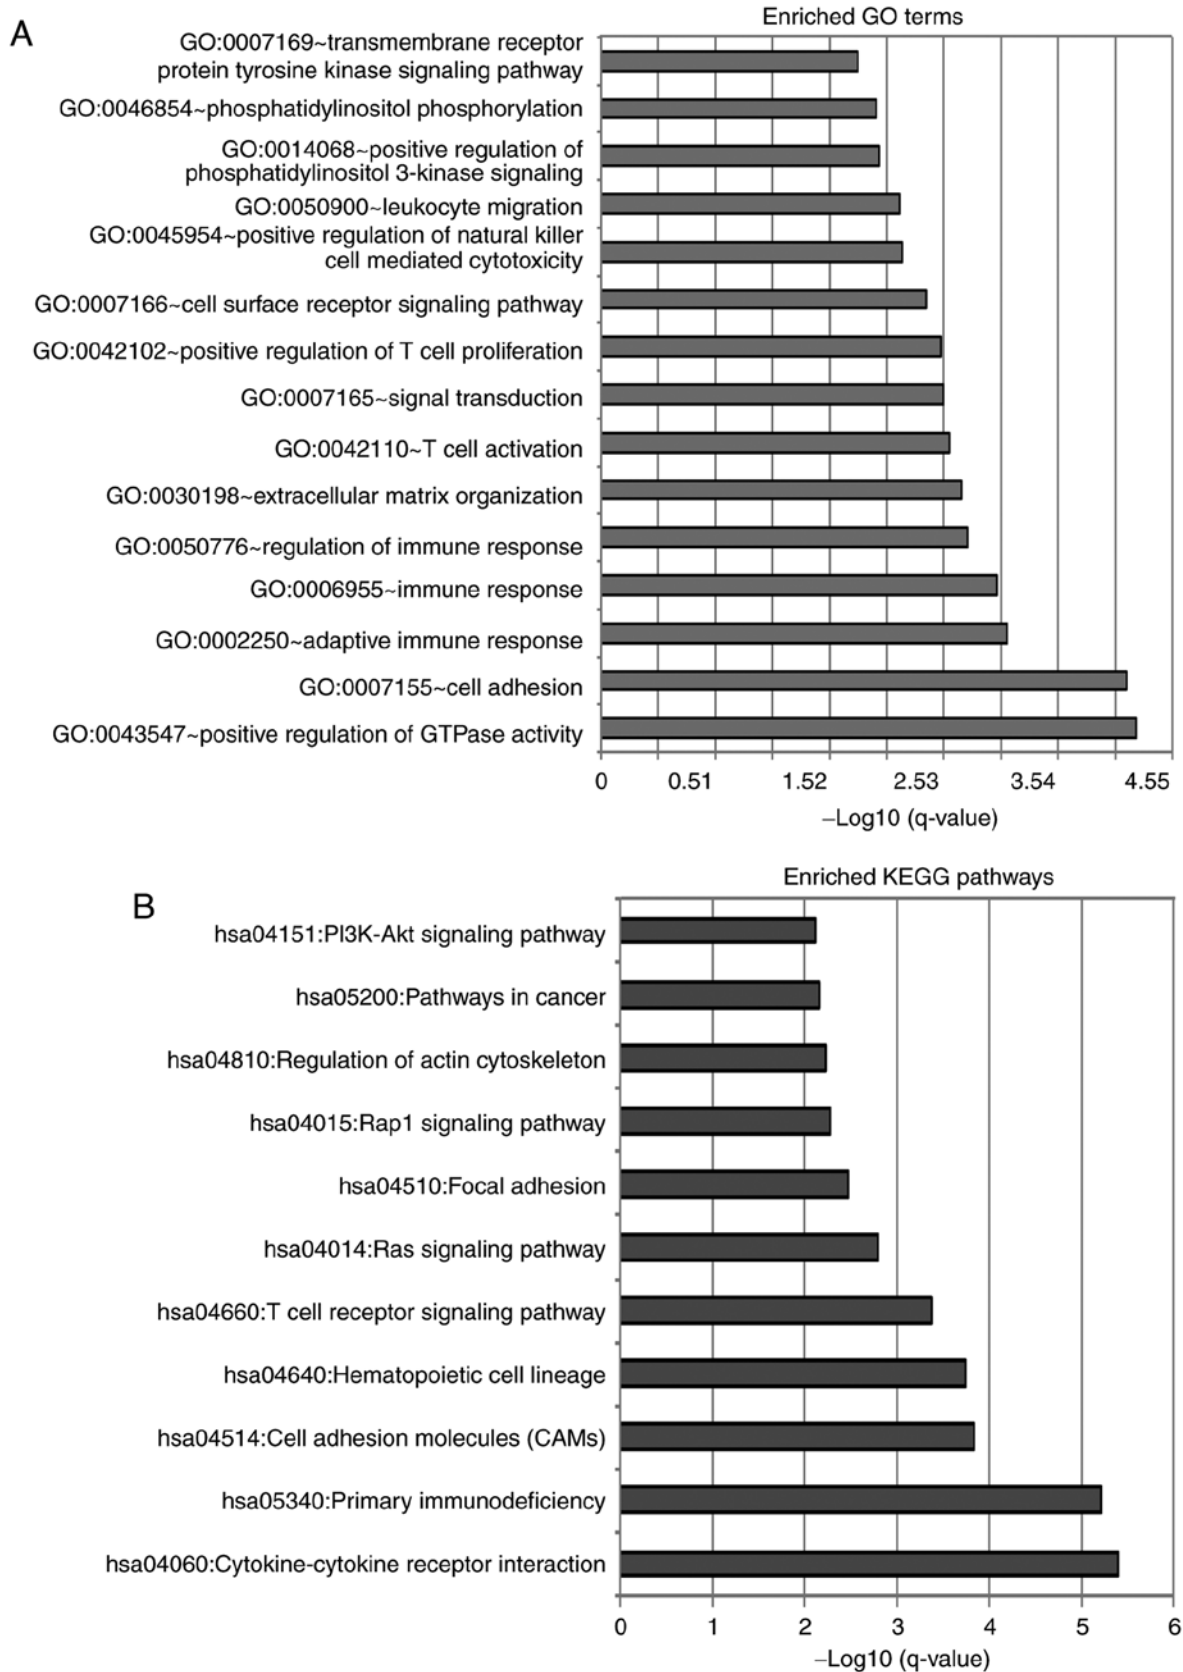 A
Enriched GO terms
GO:0007169~transmembrane receptor
protein tyrosine kinase signaling pathway
GO:0046854~phosphatidylinositol phosphorylation
GO:0014068~positive regulation of
phosphatidylinositol 3-kinase signaling
GO:0050900~leukocyte migration
GO:0045954~positive regulation of natural killer
cell mediated cytotoxicity
GO:0007166~cell surface receptor signaling pathway
GO:0042102~positive regulation of T cell proliferation
GO:0007165~signal transduction
GO:0042110~T cell activation
GO:0030198~extracellular matrix organization
GO:0050776~regulation of immune response
GO:0006955~immune response
GO:0002250~adaptive immune response
GO:0007155~cell adhesion
GO:0043547~positive regulation of GTPase activity
0 0.51 1.52 2.53 3.54 4.55
–Log10 (q-value)
B
Enriched KEGG pathways
hsa04151:PI3K-Akt signaling pathway
hsa05200:Pathways in cancer
hsa04810:Regulation of actin cytoskeleton
hsa04015:Rap1 signaling pathway
hsa04510:Focal adhesion
hsa04014:Ras signaling pathway
hsa04660:T cell receptor signaling pathway
hsa04640:Hematopoietic cell lineage
hsa04514:Cell adhesion molecules (CAMs)
hsa05340:Primary immunodeficiency
hsa04060:Cytokine-cytokine receptor interaction
0 1 2 3 4 5 6
–Log10 (q-value)